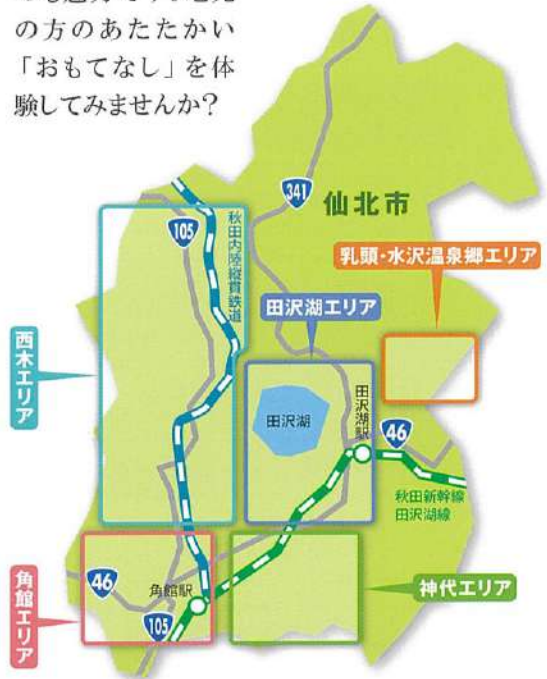 の方のあたたかい
「おもてなし」を体
験してみませんか?
341
仙北市
105
秋田内陸縦貫鉄道
乳頭・水沢温泉郷エリア
田沢湖エリア
西木エリア
田沢湖
田沢湖駅
46
秋田新幹線
田沢湖線
角館エリア
46
角館駅
105
神代エリア